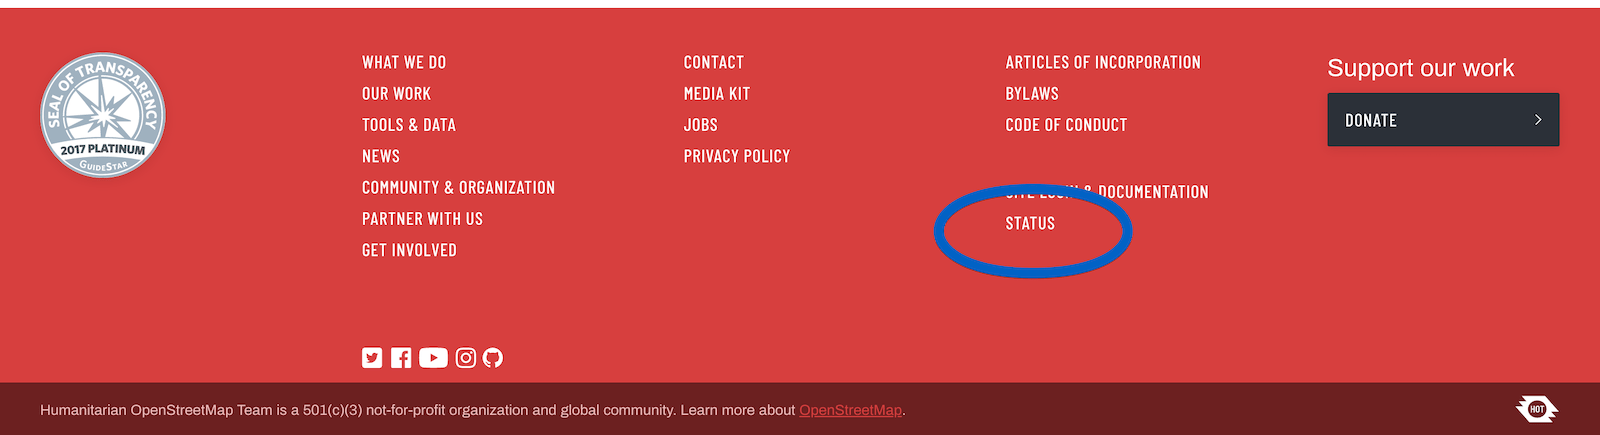 SEAL OF TRANSPARENCY
2017 PLATINUM
GUIDESTAR
WHAT WE DO
OUR WORK
TOOLS & DATA
NEWS
COMMUNITY & ORGANIZATION
PARTNER WITH US
GET INVOLVED
CONTACT
MEDIA KIT
JOBS
PRIVACY POLICY
ARTICLES OF INCORPORATION
BYLAWS
CODE OF CONDUCT
SITE LOGIN & DOCUMENTATION
STATUS
Support our work
DONATE
Humanitarian OpenStreetMap Team is a 501(c)(3) not-for-profit organization and global community. Learn more about OpenStreetMap.
HOT